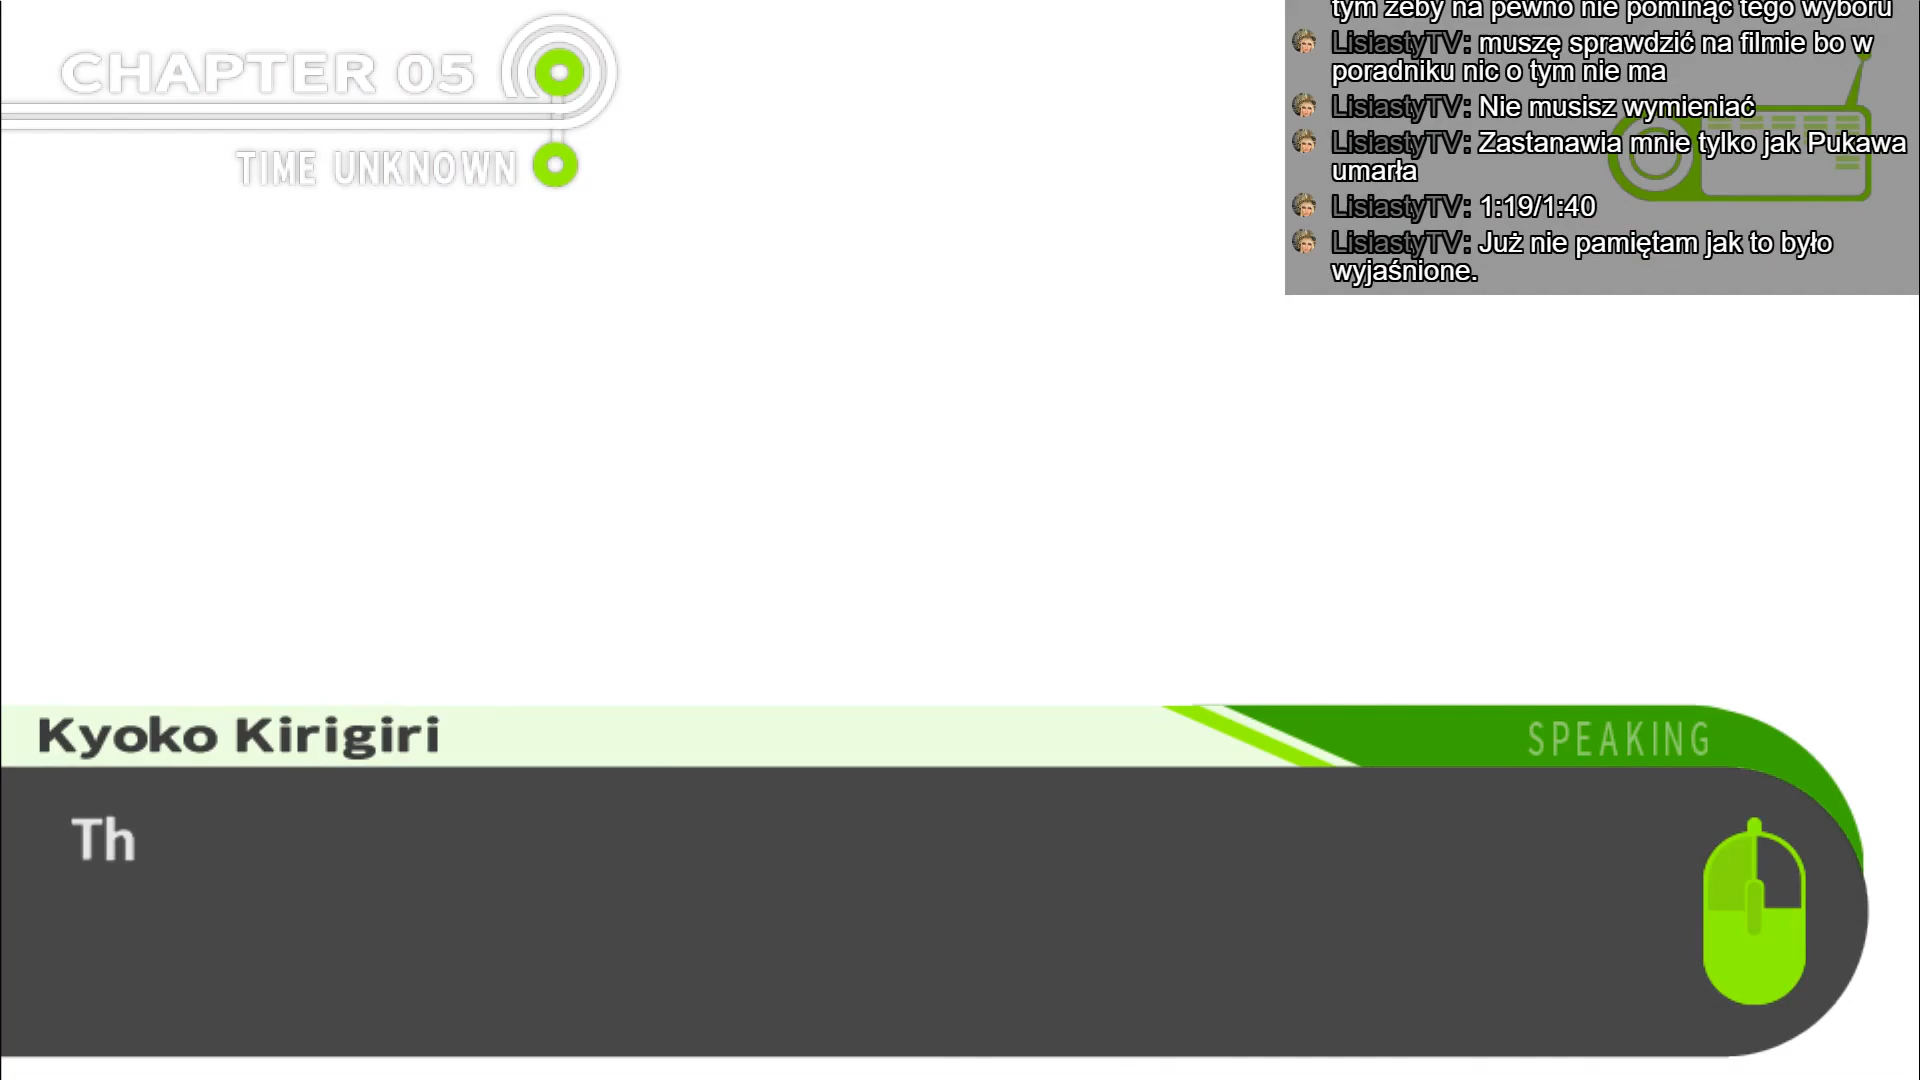 CHAPTER 05
TIME UNKNOWN
tym żeby na pewno nie pominąć tego wyboru
LisiastyTV: muszę sprawdzić na filmie bo w
poradniku nic o tym nie ma
LisiastyTV: Nie musisz wymieniać
LisiastyTV: Zastanawia mnie tylko jak Pukawa
umarła
LisiastyTV: 1:19/1:40
LisiastyTV: Już nie pamiętam jak to było
wyjaśnione.
Kyoko Kirigiri
SPEAKING
Th